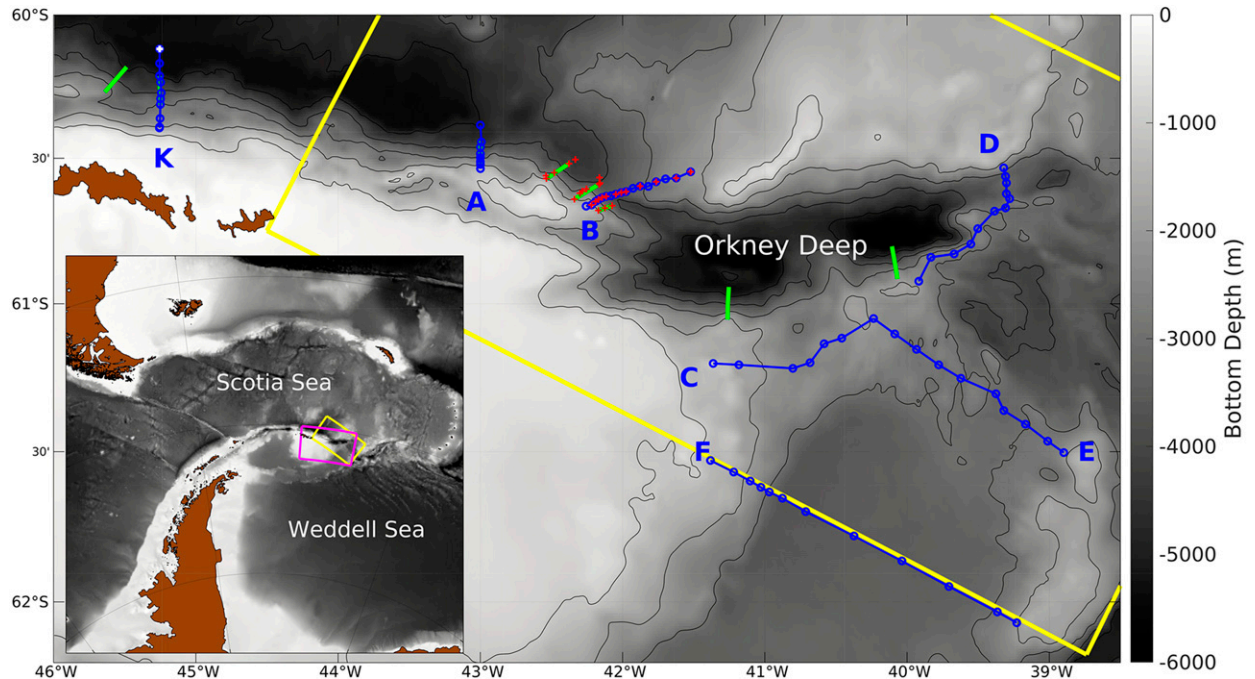 60°S
30'
61°S
30'
62°S
46°W
45°W
44°W
43°W
42°W
41°W
40°W
39°W
K
A
B
D
Orkney Deep
C
F
E
Scotia Sea
Weddell Sea
0
-1000
-2000
-3000
-4000
-5000
-6000
Bottom Depth (m)